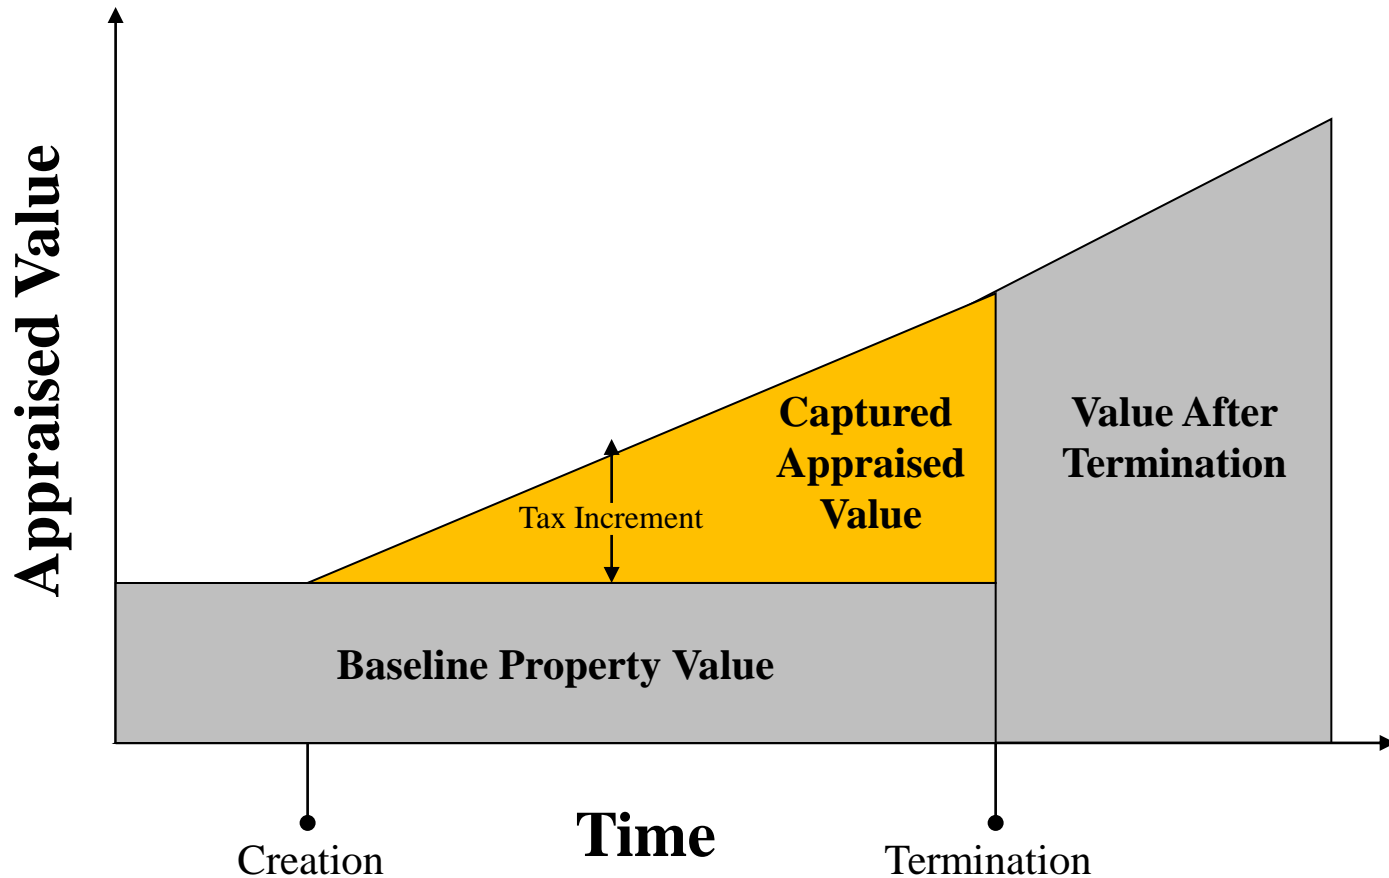 Appraised Value
Captured
Appraised
Value
Value After
Termination
Tax Increment
Baseline Property Value
Time
Creation
Termination